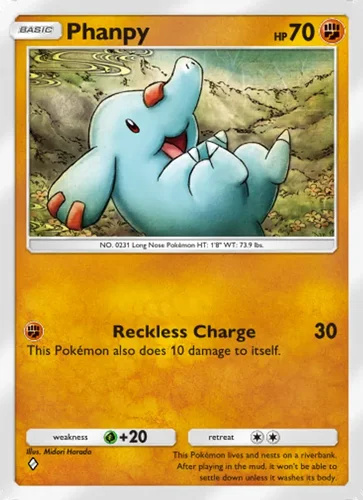 BASIC Phanpy HP 70
NO. 0231 Long Nose Pokémon HT: 1'8" WT: 73.9 lbs.
Reckless Charge 30
This Pokémon also does 10 damage to itself.
weakness +20 retreat
Illus. Midori Harada
This Pokémon lives and nests on a riverbank.
After playing in the mud, it won't be able to
settle down unless it washes its body.